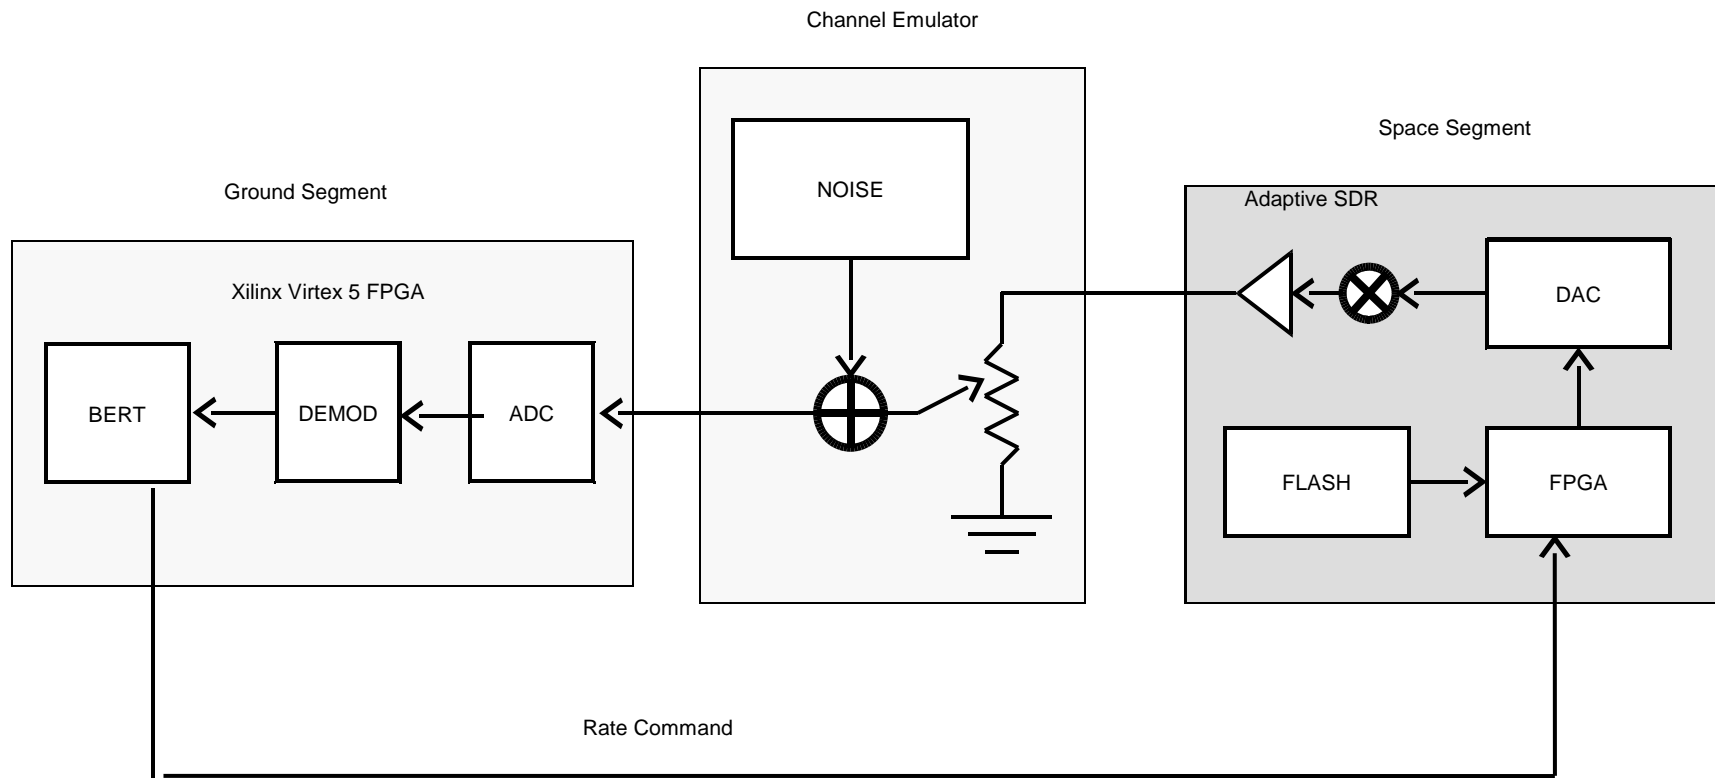 Channel Emulator
Space Segment
Ground Segment
NOISE
Adaptive SDR
Xilinx Virtex 5 FPGA
DAC
BERT
DEMOD
ADC
FLASH
FPGA
Rate Command